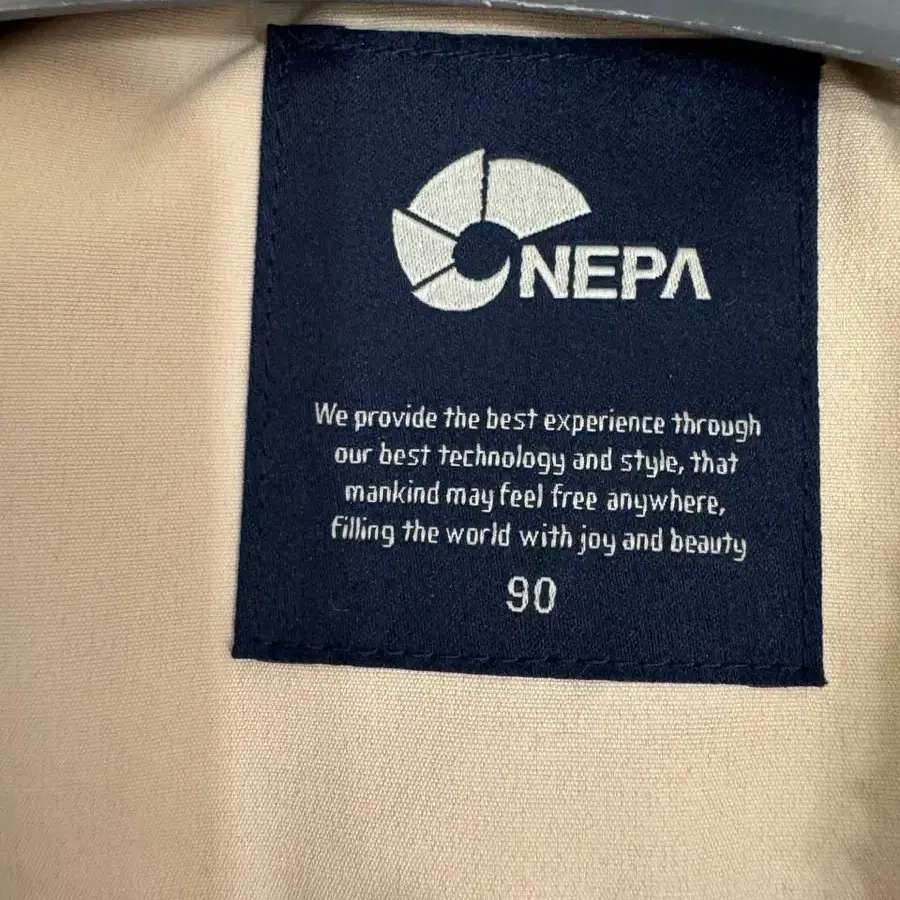 NEPA
We provide the best experience through
our best technology and style, that
mankind may feel free anywhere,
filling the world with joy and beauty
90